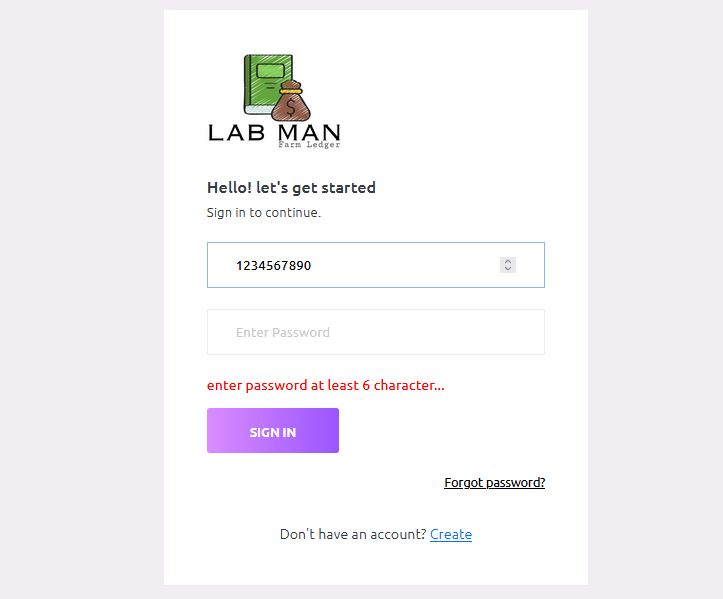 $
LAB MAN
Farm Ledger
Hello! let's get started
Sign in to continue.
1234567890
Enter Password
enter password at least 6 character...
SIGN IN
Forgot password?
Don't have an account? Create